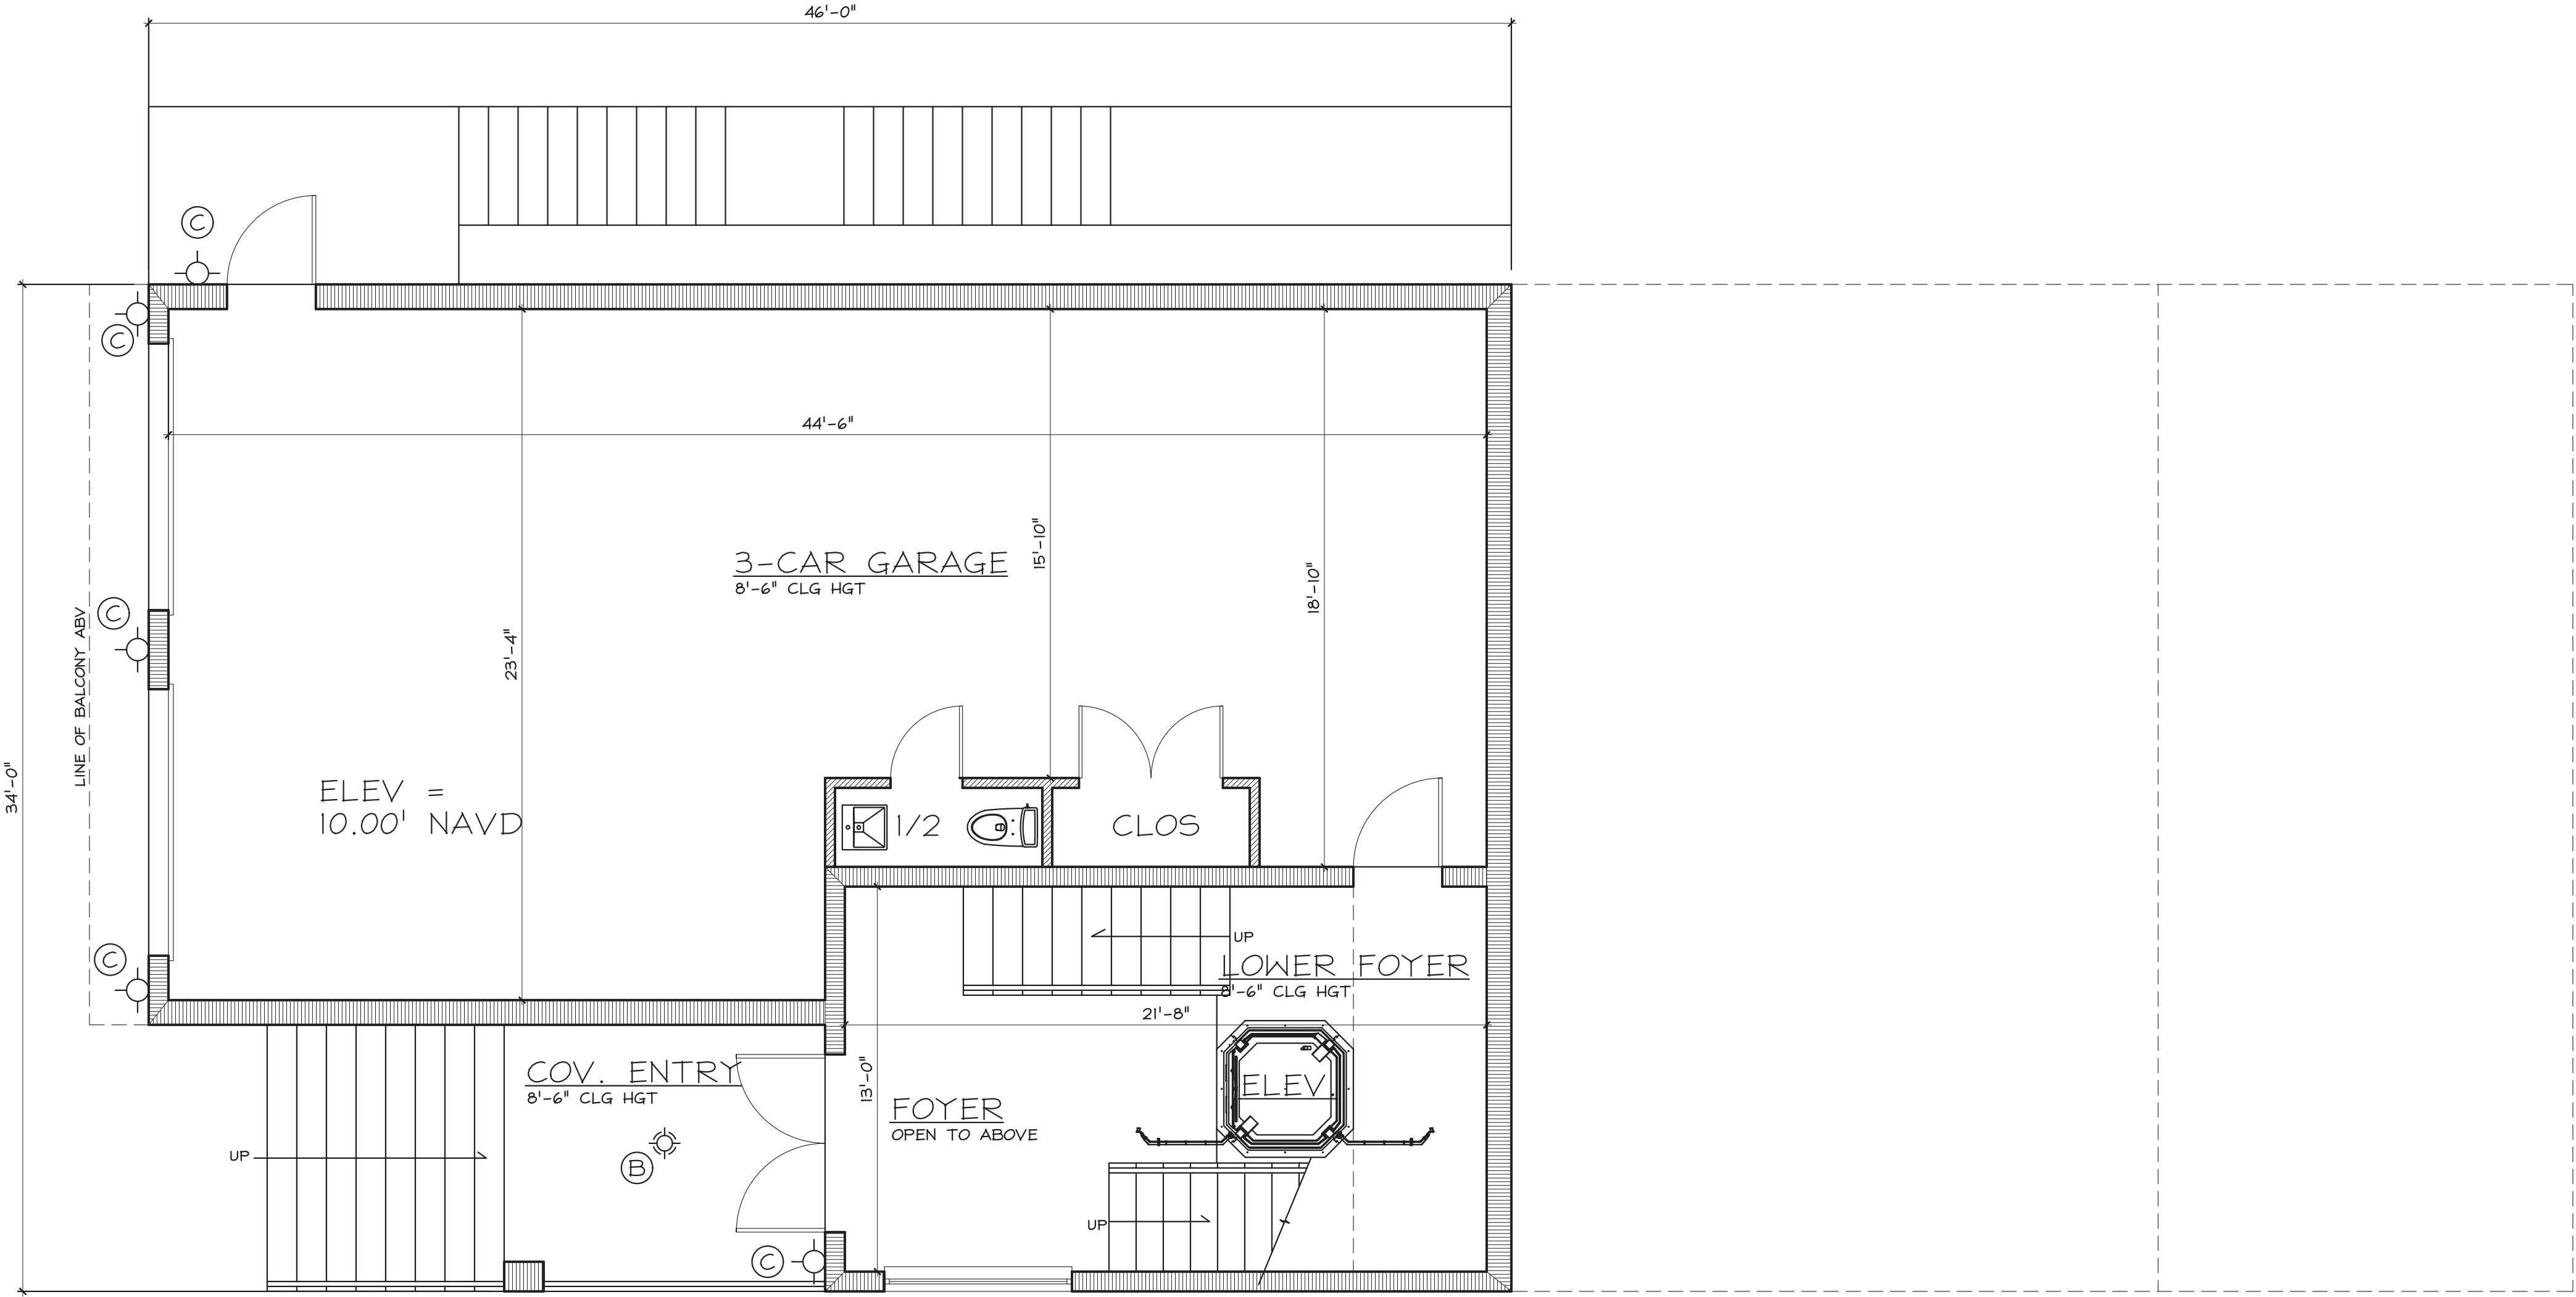 46'-0"
C
C
44'-6"
15'-10"
3-CAR GARAGE
8'-6" CLG HGT
18'-10"
C
LINE OF BALCONY ABV
23'-4"
34'-0"
ELEV =
10.00' NAVD
1/2
CLOS
UP
C
LOWER FOYER
8'-6" CLG HGT
21'-8"
COV. ENTRY
8'-6" CLG HGT
13'-0"
ELEV.
FOYER
OPEN TO ABOVE
UP
B
UP
C